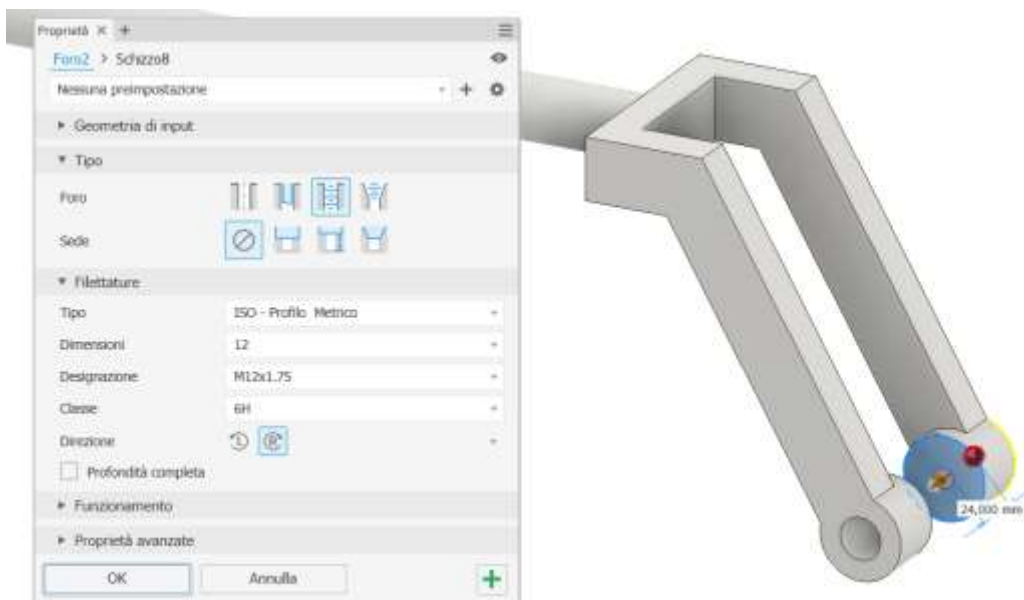 Proprietà × +
Foro2 > Schizzo8
Nessuna preimpostazione
Geometria di input
Tipo
Foro
Sede
Filettature
Tipo ISO - Profilo Metrico
Dimensioni 12
Designazione M12x1.75
Classe 6H
Direzione
Profondità completa
Funzionamento
Proprietà avanzate
OK Annulla
24,000 mm